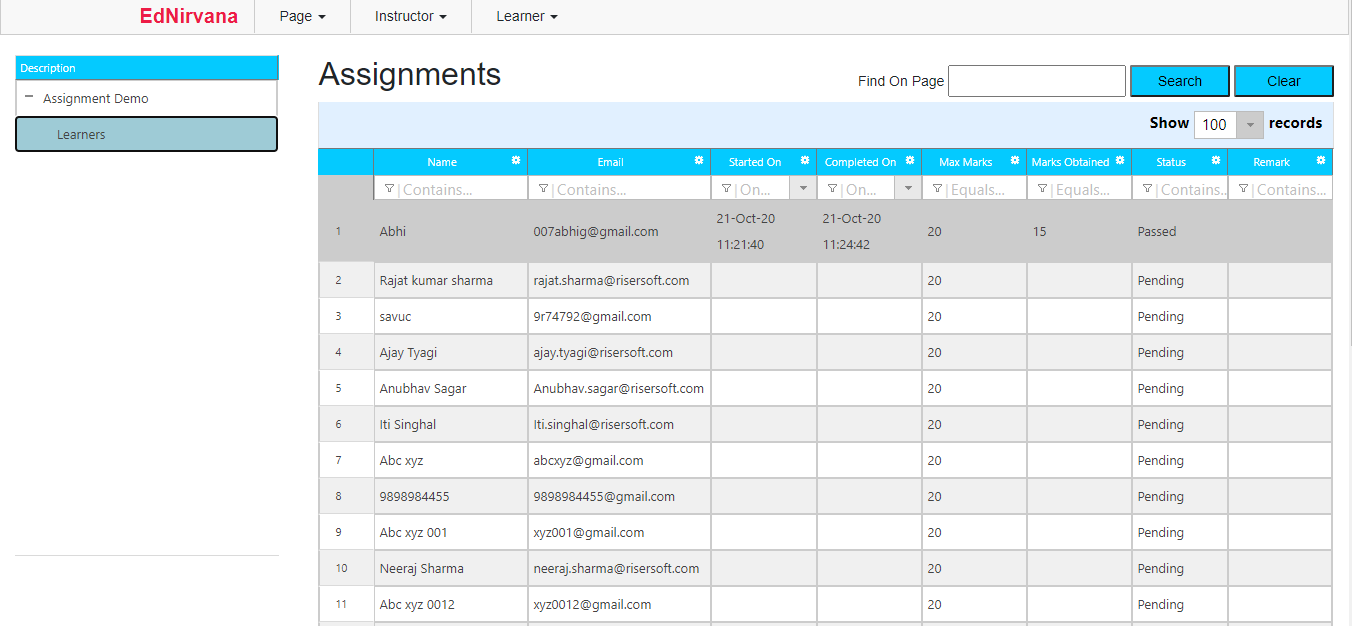 EdNirvana Page Instructor Learner
Description
Assignment Demo
Learners
Assignments
Find On Page Search Clear
Show 100 records
Name Email Started On Completed On Max Marks Marks Obtained Status Remark
Contains... Contains... On... On... Equals... Equals... Contains... Contains...
1 Abhi 007abhig@gmail.com 21-Oct-20 11:21:40 21-Oct-20 11:24:42 20 15 Passed
2 Rajat kumar sharma rajat.sharma@risersoft.com 20 Pending
3 savuc 9r74792@gmail.com 20 Pending
4 Ajay Tyagi ajay.tyagi@risersoft.com 20 Pending
5 Anubhav Sagar Anubhav.sagar@risersoft.com 20 Pending
6 Iti Singhal Iti.singhal@risersoft.com 20 Pending
7 Abc xyz abcxyz@gmail.com 20 Pending
8 9898984455 9898984455@gmail.com 20 Pending
9 Abc xyz 001 xyz001@gmail.com 20 Pending
10 Neeraj Sharma neeraj.sharma@risersoft.com 20 Pending
11 Abc xyz 0012 xyz0012@gmail.com 20 Pending